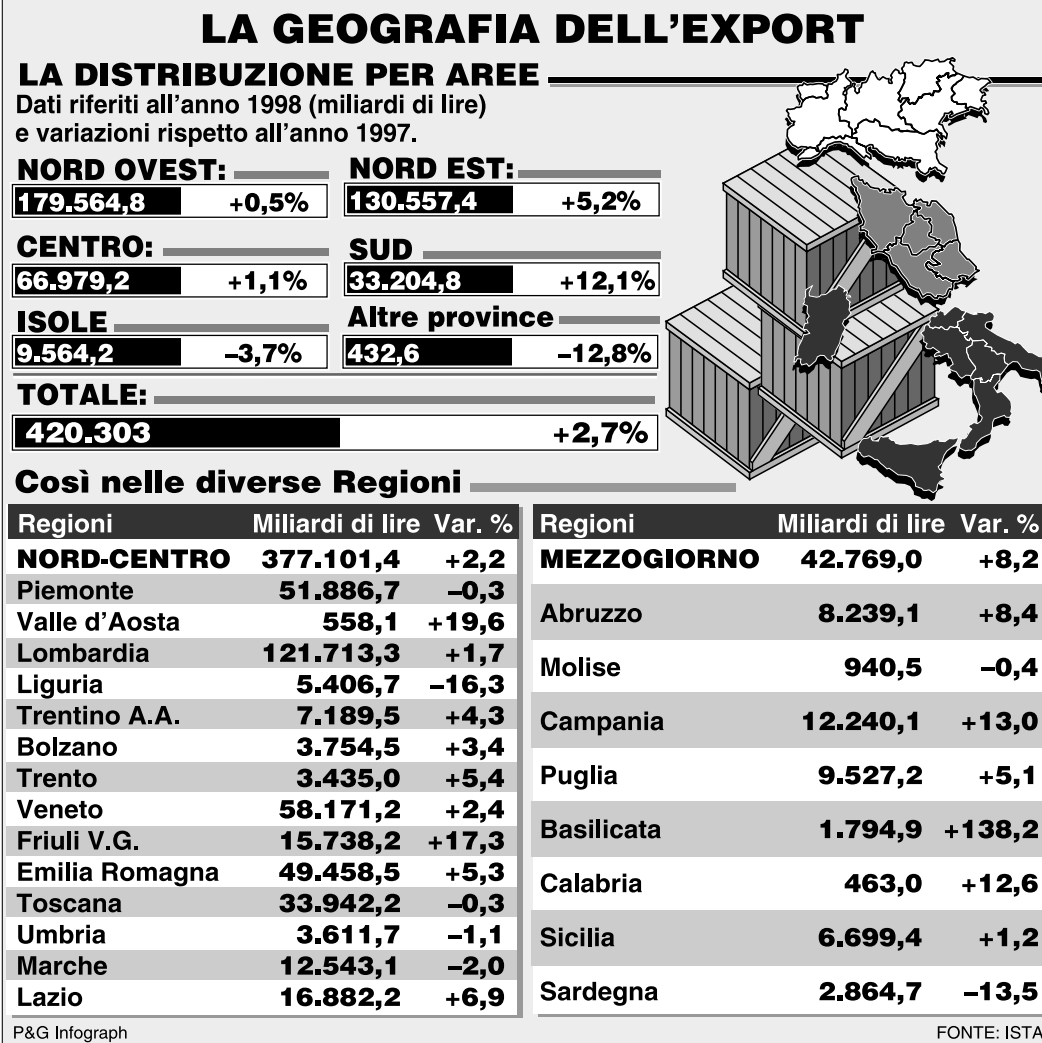 LA GEOGRAFIA DELL'EXPORT
LA DISTRIBUZIONE PER AREE
Dati riferiti all'anno 1998 (miliardi di lire)
e variazioni rispetto all'anno 1997.
NORD OVEST:
179.564,8 +0,5%
NORD EST:
130.557,4 +5,2%
CENTRO:
66.979,2 +1,1%
SUD
33.204,8 +12,1%
ISOLE
9.564,2 –3,7%
Altre province
432,6 –12,8%
TOTALE:
420.303 +2,7%
Così nelle diverse Regioni
Regioni Miliardi di lire Var. %
NORD-CENTRO 377.101,4 +2,2
Piemonte 51.886,7 –0,3
Valle d'Aosta 558,1 +19,6
Lombardia 121.713,3 +1,7
Liguria 5.406,7 –16,3
Trentino A.A. 7.189,5 +4,3
Bolzano 3.754,5 +3,4
Trento 3.435,0 +5,4
Veneto 58.171,2 +2,4
Friuli V.G. 15.738,2 +17,3
Emilia Romagna 49.458,5 +5,3
Toscana 33.942,2 –0,3
Umbria 3.611,7 –1,1
Marche 12.543,1 –2,0
Lazio 16.882,2 +6,9
Regioni Miliardi di lire Var. %
MEZZOGIORNO 42.769,0 +8,2
Abruzzo 8.239,1 +8,4
Molise 940,5 –0,4
Campania 12.240,1 +13,0
Puglia 9.527,2 +5,1
Basilicata 1.794,9 +138,2
Calabria 463,0 +12,6
Sicilia 6.699,4 +1,2
Sardegna 2.864,7 –13,5
P&G Infograph
FONTE: ISTA